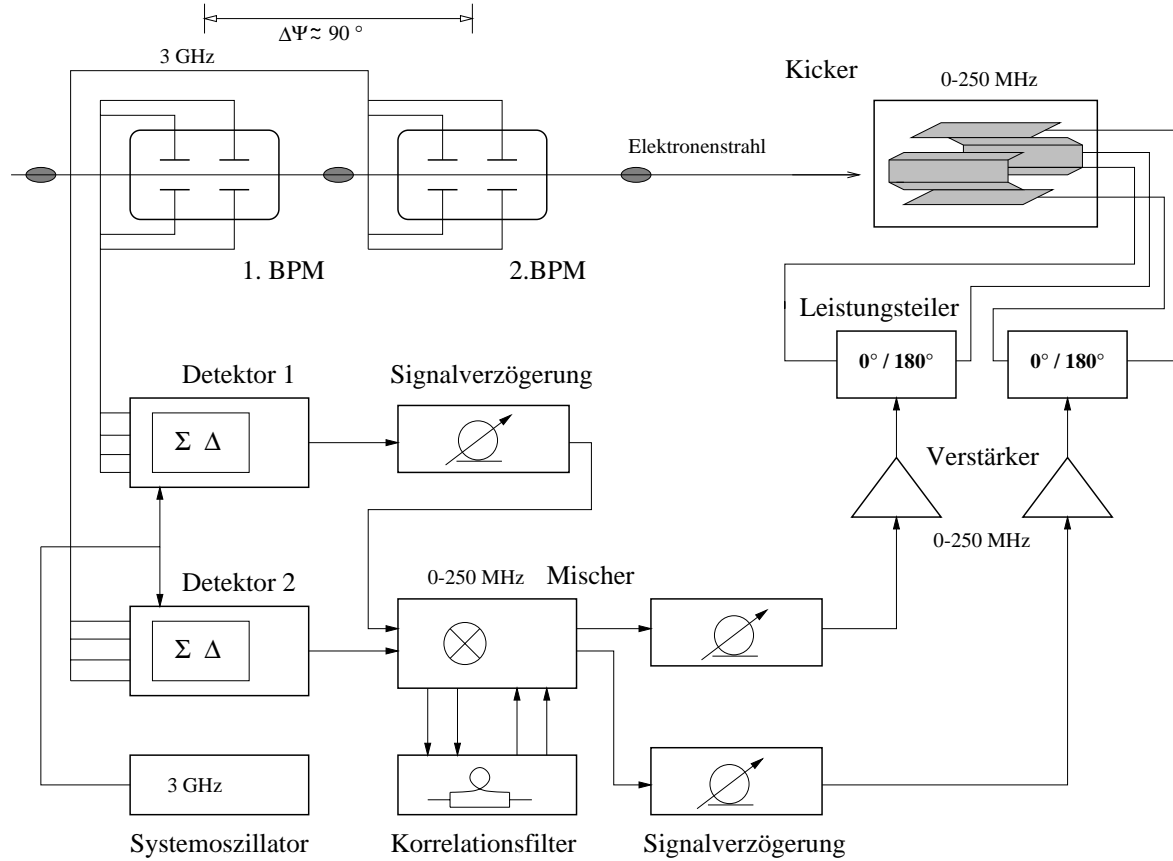 ΔΨ≈ 90 °
3 GHz
Kicker
0-250 MHz
Elektronenstrahl
1. BPM
2.BPM
Leistungsteiler
0° / 180°
0° / 180°
Detektor 1
Signalverzögerung
Σ Δ
Verstärker
0-250 MHz
Detektor 2
0-250 MHz
Mischer
Σ Δ
3 GHz
Systemoszillator
Korrelationsfilter
Signalverzögerung